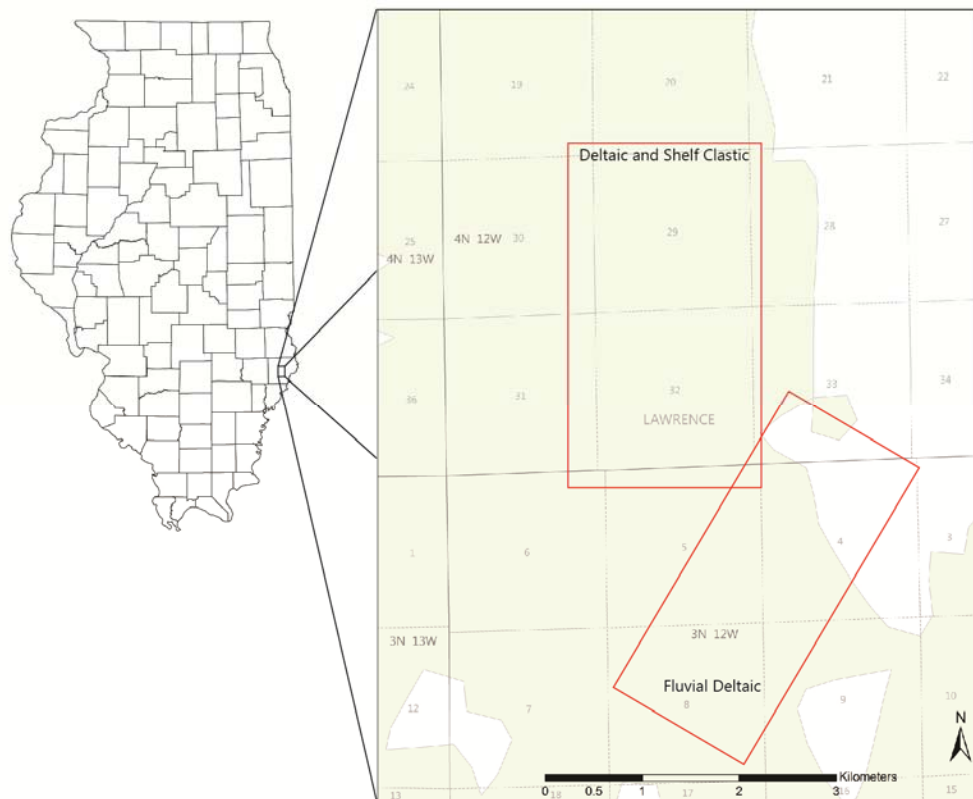 24 19 20 21 22
Deltaic and Shelf Clastic
25 4N 12W 30 29 28 27
4N 13W
36 31 32 33 34
LAWRENCE
1 6 5 4 3
3N 13W 3N 12W
Fluvial Deltaic
12 7 8 9 10
N
Kilometers
13 18 17 16 15
0 0.5 1 2 3